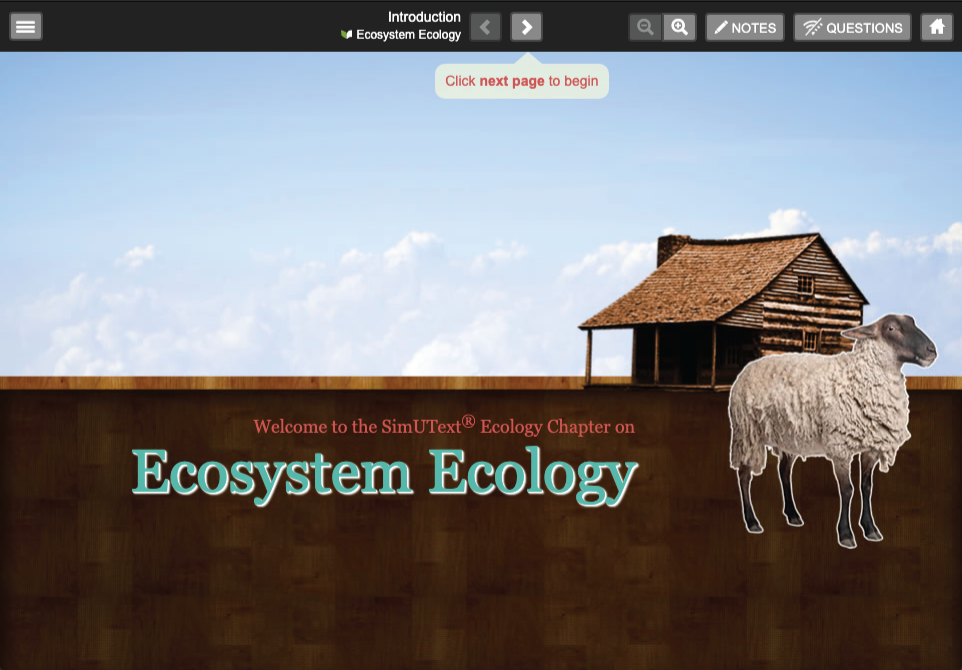 Introduction
Ecosystem Ecology
NOTES
QUESTIONS
Click next page to begin
Welcome to the SimUText® Ecology Chapter on
Ecosystem Ecology